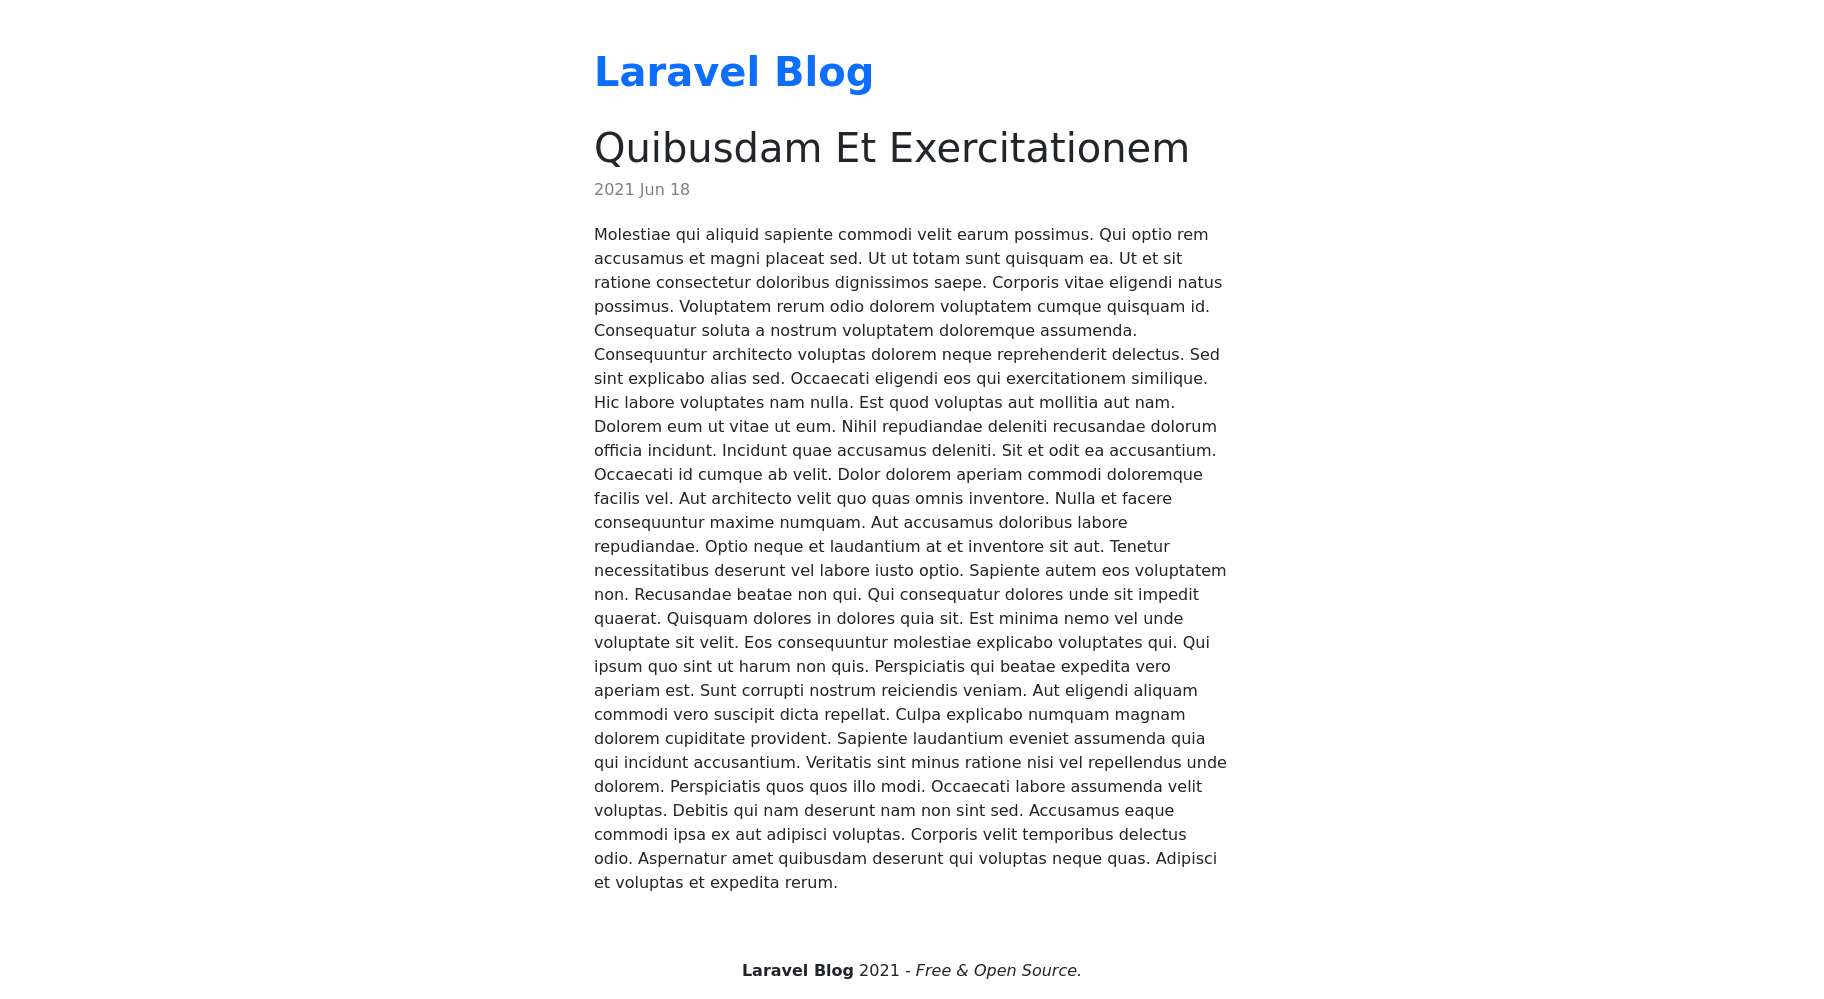 Laravel Blog
Quibusdam Et Exercitationem
2021 Jun 18
Molestiae qui aliquid sapiente commodi velit earum possimus. Qui optio rem
accusamus et magni placeat sed. Ut ut totam sunt quisquam ea. Ut et sit
ratione consectetur doloribus dignissimos saepe. Corporis vitae eligendi natus
possimus. Voluptatem rerum odio dolorem voluptatem cumque quisquam id.
Consequatur soluta a nostrum voluptatem doloremque assumenda.
Consequuntur architecto voluptas dolorem neque reprehenderit delectus. Sed
sint explicabo alias sed. Occaecati eligendi eos qui exercitationem similique.
Hic labore voluptates nam nulla. Est quod voluptas aut mollitia aut nam.
Dolorem eum ut vitae ut eum. Nihil repudiandae deleniti recusandae dolorum
officia incidunt. Incidunt quae accusamus deleniti. Sit et odit ea accusantium.
Occaecati id cumque ab velit. Dolor dolorem aperiam commodi doloremque
facilis vel. Aut architecto velit quo quas omnis inventore. Nulla et facere
consequuntur maxime numquam. Aut accusamus doloribus labore
repudiandae. Optio neque et laudantium at et inventore sit aut. Tenetur
necessitatibus deserunt vel labore iusto optio. Sapiente autem eos voluptatem
non. Recusandae beatae non qui. Qui consequatur dolores unde sit impedit
quaerat. Quisquam dolores in dolores quia sit. Est minima nemo vel unde
voluptate sit velit. Eos consequuntur molestiae explicabo voluptates qui. Qui
ipsum quo sint ut harum non quis. Perspiciatis qui beatae expedita vero
aperiam est. Sunt corrupti nostrum reiciendis veniam. Aut eligendi aliquam
commodi vero suscipit dicta repellat. Culpa explicabo numquam magnam
dolorem cupiditate provident. Sapiente laudantium eveniet assumenda quia
qui incidunt accusantium. Veritatis sint minus ratione nisi vel repellendus unde
dolorem. Perspiciatis quos quos illo modi. Occaecati labore assumenda velit
voluptas. Debitis qui nam deserunt nam non sint sed. Accusamus eaque
commodi ipsa ex aut adipisci voluptas. Corporis velit temporibus delectus
odio. Aspernatur amet quibusdam deserunt qui voluptas neque quas. Adipisci
et voluptas et expedita rerum.
Laravel Blog 2021 - Free & Open Source.